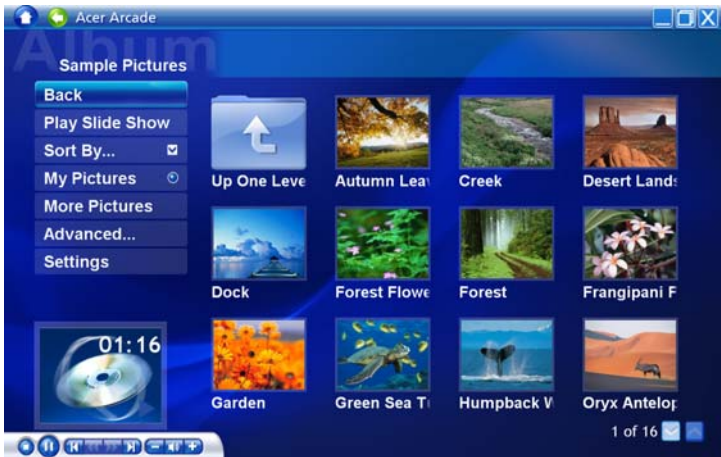 Acer Arcade
Album
Sample Pictures
Back
Play Slide Show
Sort By...
My Pictures
More Pictures
Advanced...
Settings
Up One Leve
Autumn Lea
Creek
Desert Lands
Dock
Forest Flowe
Forest
Frangipani F
01:16
Garden
Green Sea T
Humpback W
Oryx Antelop
1 of 16